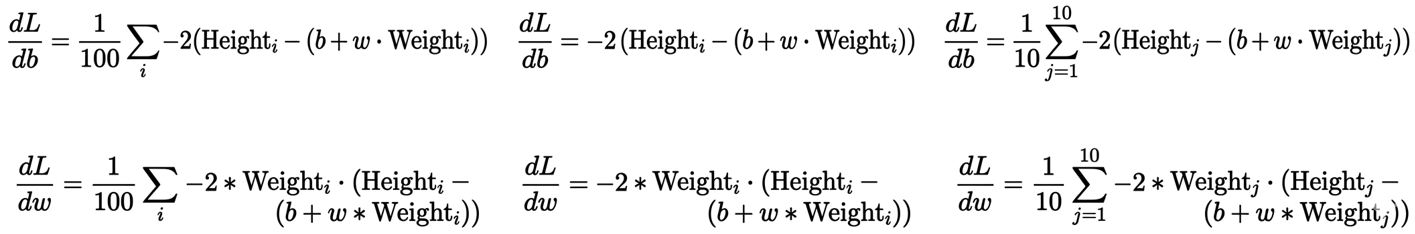 dL/db = 1/100 ∑_i −2(Height_i − (b + w · Weight_i))
dL/db = −2(Height_i − (b + w · Weight_i))
dL/db = 1/10 ∑_{j=1}^{10} −2(Height_j − (b + w · Weight_j))
dL/dw = 1/100 ∑_i −2 ∗ Weight_i · (Height_i −
(b + w ∗ Weight_i))
dL/dw = −2 ∗ Weight_i · (Height_i −
(b + w ∗ Weight_i))
dL/dw = 1/10 ∑_{j=1}^{10} −2 ∗ Weight_j · (Height_j −
(b + w ∗ Weight_j))